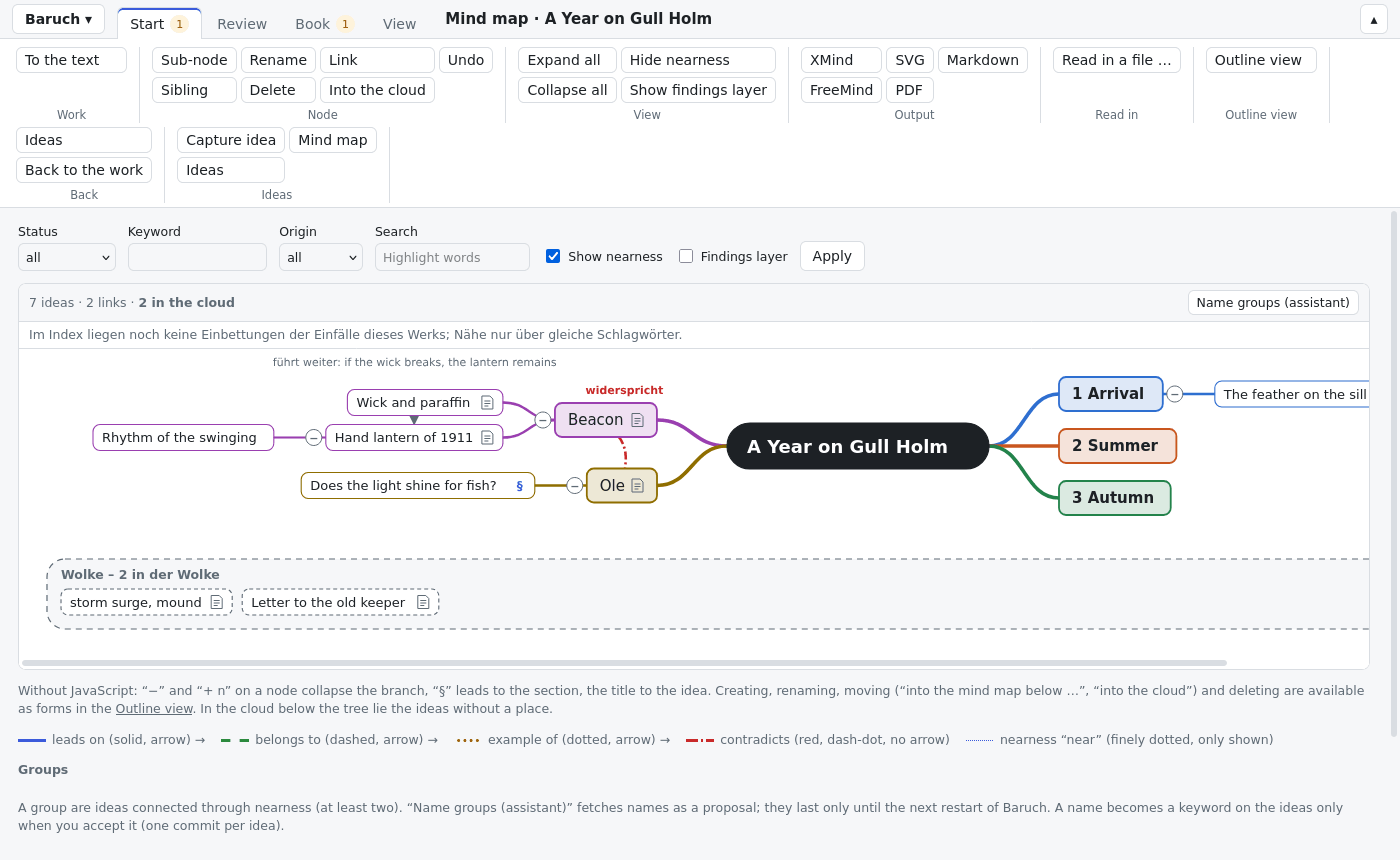 Baruch ▾
Start 1
Review
Book 1
View
Mind map · A Year on Gull Holm
▲
To the text
Work
Sub-node Rename Link Undo
Sibling Delete Into the cloud
Node
Expand all Hide nearness
Collapse all Show findings layer
View
XMind SVG Markdown
FreeMind PDF
Output
Read in a file …
Read in
Outline view
Outline view
Ideas
Back to the work
Back
Capture idea Mind map
Ideas
Ideas
Status Keyword Origin Search
all all Highlight words Show nearness Findings layer Apply
7 ideas · 2 links · 2 in the cloud
Name groups (assistant)
Im Index liegen noch keine Einbettungen der Einfälle dieses Werks; Nähe nur über gleiche Schlagwörter.
führt weiter: if the wick breaks, the lantern remains
widerspricht
Wick and paraffin
Beacon
Rhythm of the swinging
Hand lantern of 1911
Does the light shine for fish? §
Ole
A Year on Gull Holm
1 Arrival
The feather on the sill
2 Summer
3 Autumn
Wolke – 2 in der Wolke
storm surge, mound
Letter to the old keeper
Without JavaScript: “−” and “+ n” on a node collapse the branch, “§” leads to the section, the title to the idea. Creating, renaming, moving (“into the mind map below …”, “into the cloud”) and deleting are available
as forms in the Outline view. In the cloud below the tree lie the ideas without a place.
leads on (solid, arrow) → belongs to (dashed, arrow) → example of (dotted, arrow) → contradicts (red, dash-dot, no arrow) nearness “near” (finely dotted, only shown)
Groups
A group are ideas connected through nearness (at least two). “Name groups (assistant)” fetches names as a proposal; they last only until the next restart of Baruch. A name becomes a keyword on the ideas only
when you accept it (one commit per idea).